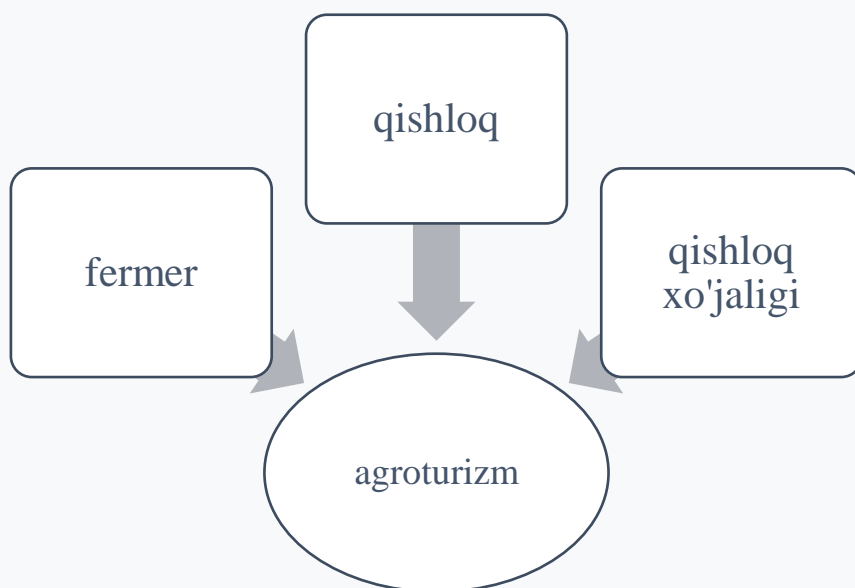 qishloq
fermer
qishloq
xo'jaligi
agroturizm